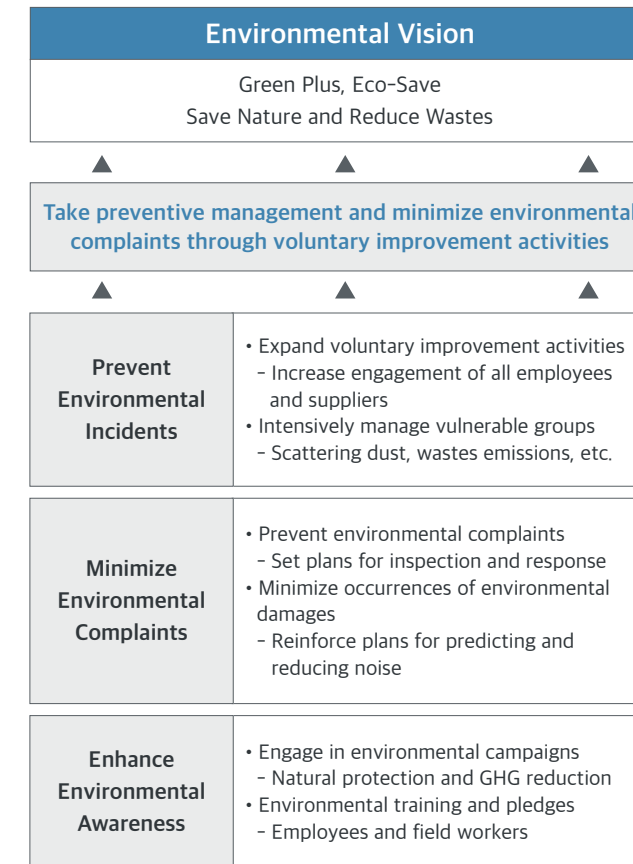 Environmental Vision
Green Plus, Eco-Save
Save Nature and Reduce Wastes
Take preventive management and minimize environmental
complaints through voluntary improvement activities
Prevent
Environmental
Incidents
• Expand voluntary improvement activities
- Increase engagement of all employees
and suppliers
• Intensively manage vulnerable groups
- Scattering dust, wastes emissions, etc.
Minimize
Environmental
Complaints
• Prevent environmental complaints
- Set plans for inspection and response
• Minimize occurrences of environmental
damages
- Reinforce plans for predicting and
reducing noise
Enhance
Environmental
Awareness
• Engage in environmental campaigns
- Natural protection and GHG reduction
• Environmental training and pledges
- Employees and field workers